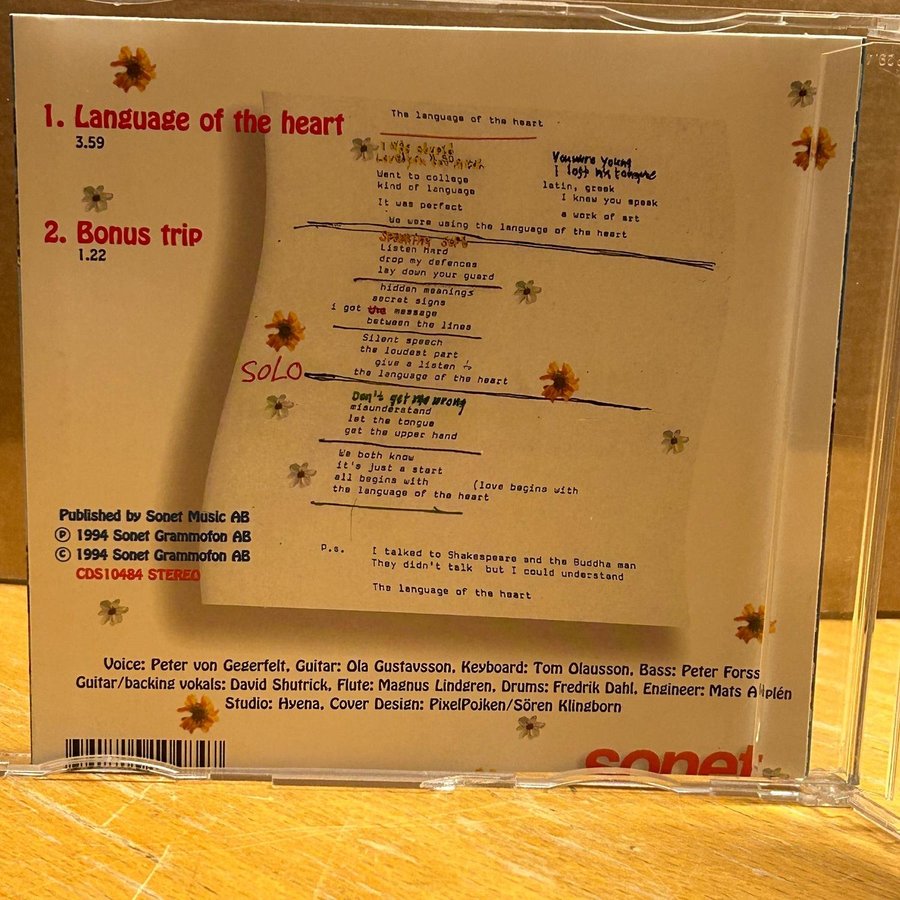 1. Language of the heart
3.59
2. Bonus trip
1.22
The language of the heart
I was stupid
You were young
I lost my tongue
Went to college
latin, greek
kind of language
I knew you speak
It was perfect
a work of art
We were using the language of the heart
Speaking soft
Listen hard
drop my defences
lay down your guard
hidden meanings
secret signs
i got the message
between the lines
Silent speech
the loudest part
give a listen to
the language of the heart
SOLO
Don't get me wrong
misunderstand
let the tongue
get the upper hand
We both know
it's just a start
all begins with (love begins with
the language of the heart
p.s. I talked to Shakespeare and the Buddha man
They didn't talk but I could understand
The language of the heart
Published by Sonet Music AB
Ⓟ 1994 Sonet Grammofon AB
© 1994 Sonet Grammofon AB
CDS10484 STEREO
Voice: Peter von Gegerfelt, Guitar: Ola Gustavsson, Keyboard: Tom Olausson, Bass: Peter Forss
Guitar/backing vokals: David Shutrick, Flute: Magnus Lindgren, Drums: Fredrik Dahl, Engineer: Mats
Studio: Hyena, Cover Design: PixelPojken/Sören Klingborn
sonet